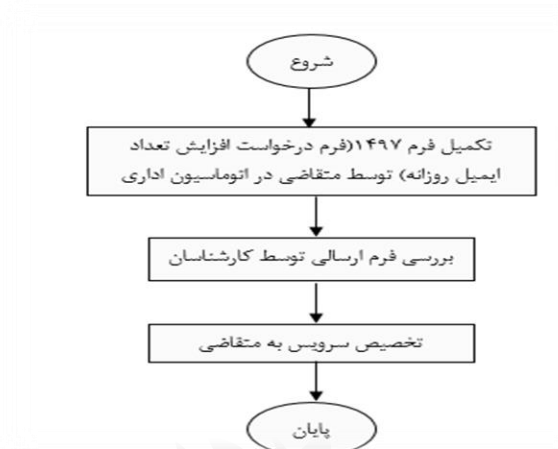 شروع
تکمیل فرم ۱۴۹۷(فرم درخواست افزایش تعداد
ایمیل روزانه) توسط متقاضی در اتوماسیون اداری
بررسی فرم ارسالی توسط کارشناسان
تخصیص سرویس به متقاضی
پایان